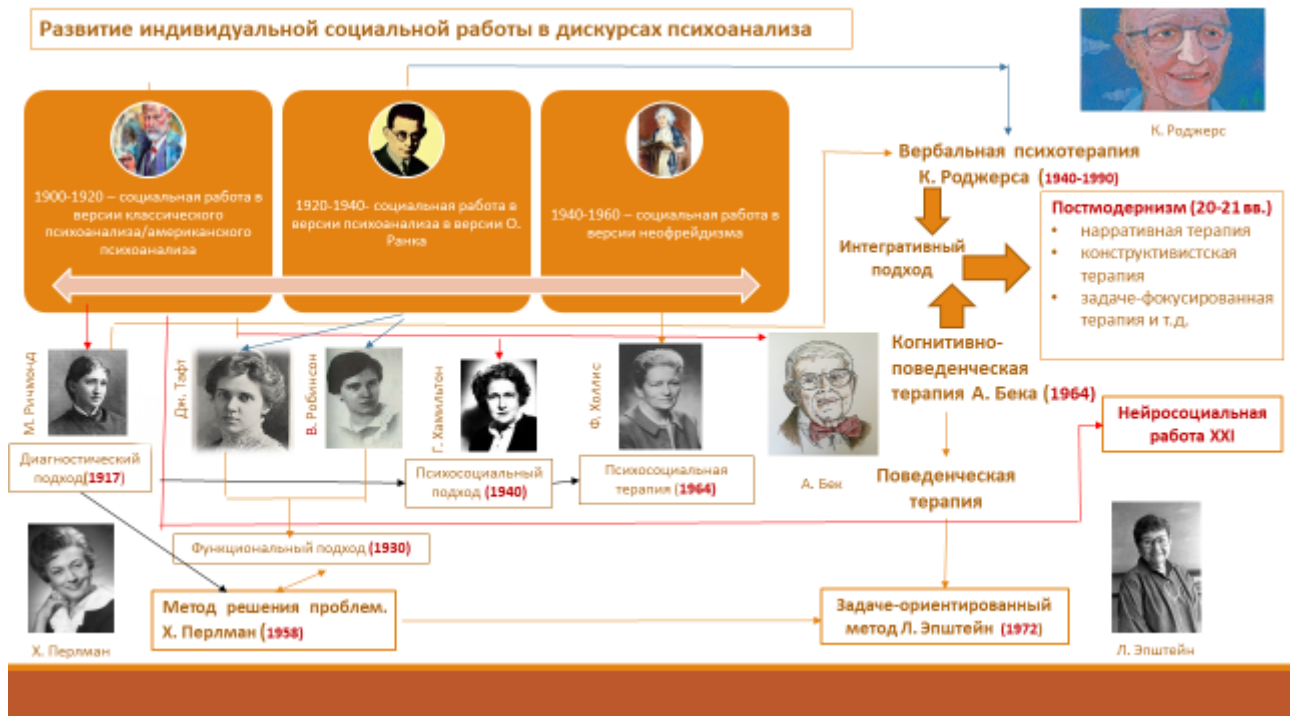 Развитие индивидуальной социальной работы в дискурсах психоанализа
К. Роджерс
1900-1920 – социальная работа в
версии классического
психоанализа/американского
психоанализа
1920-1940- социальная работа в
версии психоанализа в версии О.
Ранка
1940-1960 – социальная работа в
версии неофрейдизма
Вербальная психотерапия
К. Роджерса (1940-1990)
Интегративный
подход
Постмодернизм (20-21 вв.)
• нарративная терапия
• конструктивистская
терапия
• задаче-фокусированная
терапия и т.д.
Когнитивно-
поведенческая
терапия А. Бека (1964)
М. Ричмонд
Дж. Тафт
В. Робинсон
Г. Хамильтон
Ф. Холлис
А. Бек
Нейросоциальная
работа XXI
Диагностический
подход(1917)
Психосоциальный
подход (1940)
Психосоциальная
терапия (1964)
Поведенческая
терапия
Функциональный подход (1930)
Х. Перлман
Метод решения проблем.
Х. Перлман (1958)
Задаче-ориентированный
метод Л. Эпштейн (1972)
Л. Эпштейн